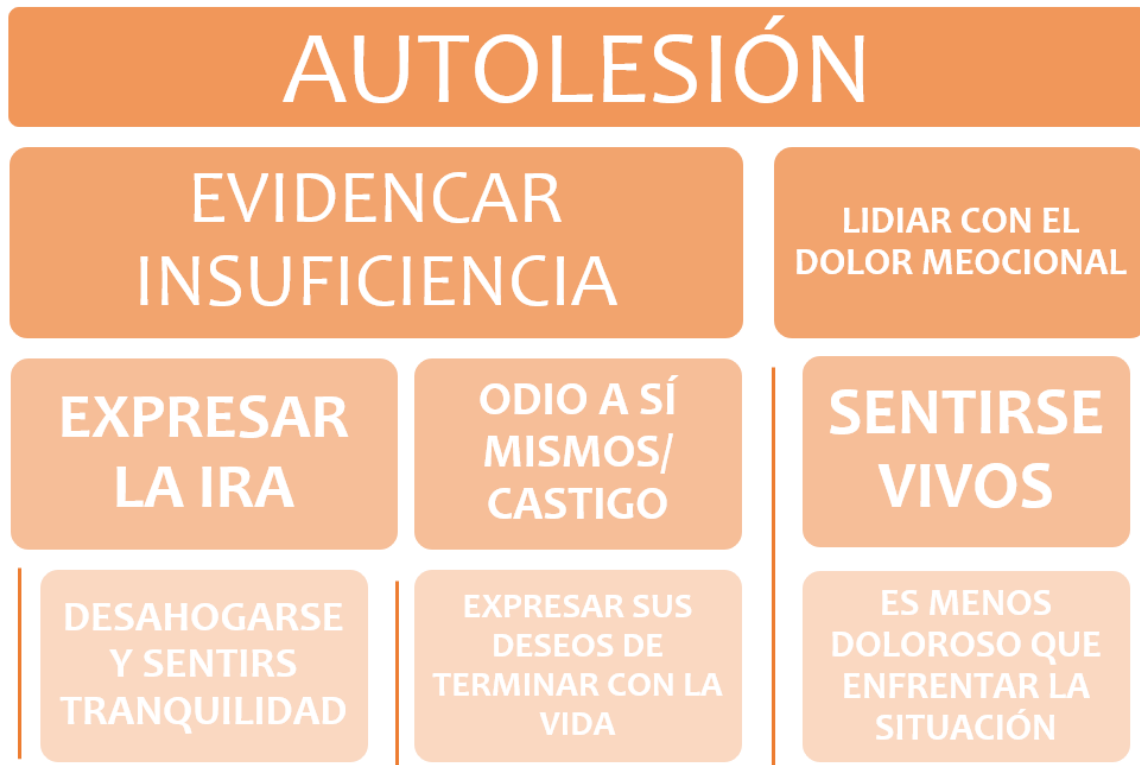 AUTOLESIÓN
EVIDENCAR
INSUFICIENCIA
LIDIAR CON EL
DOLOR MEOCIONAL
EXPRESAR
LA IRA
ODIO A SÍ
MISMOS/
CASTIGO
SENTIRSE
VIVOS
DESAHOGARSE
Y SENTIRS
TRANQUILIDAD
EXPRESAR SUS
DESEOS DE
TERMINAR CON LA
VIDA
ES MENOS
DOLOROSO QUE
ENFRENTAR LA
SITUACIÓN